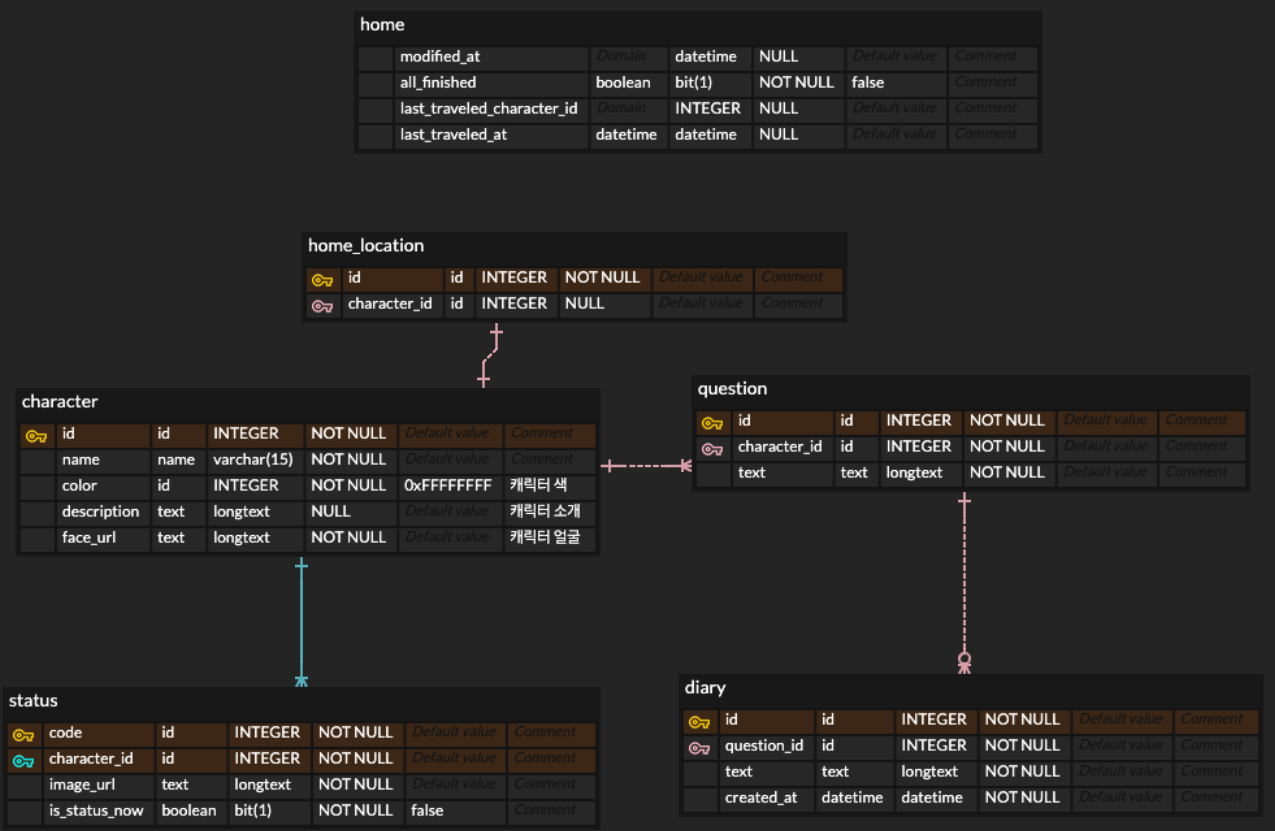 home
modified_at Domain datetime NULL Default value Comment
all_finished boolean bit(1) NOT NULL false Comment
last_traveled_character_id Domain INTEGER NULL Default value Comment
last_traveled_at datetime datetime NULL Default value Comment
home_location
id id INTEGER NOT NULL Default value Comment
character_id id INTEGER NULL Default value Comment
character
id id INTEGER NOT NULL Default value Comment
name name varchar(15) NOT NULL Default value Comment
color id INTEGER NOT NULL 0xFFFFFFFF 캐릭터 색
description text longtext NULL Default value 캐릭터 소개
face_url text longtext NOT NULL Default value 캐릭터 얼굴
question
id id INTEGER NOT NULL Default value Comment
character_id id INTEGER NOT NULL Default value Comment
text text longtext NOT NULL Default value Comment
status
code id INTEGER NOT NULL Default value Comment
character_id id INTEGER NOT NULL Default value Comment
image_url text longtext NOT NULL Default value Comment
is_status_now boolean bit(1) NOT NULL false Comment
diary
id id INTEGER NOT NULL Default value Comment
question_id id INTEGER NOT NULL Default value Comment
text text longtext NOT NULL Default value Comment
created_at datetime datetime NOT NULL Default value Comment